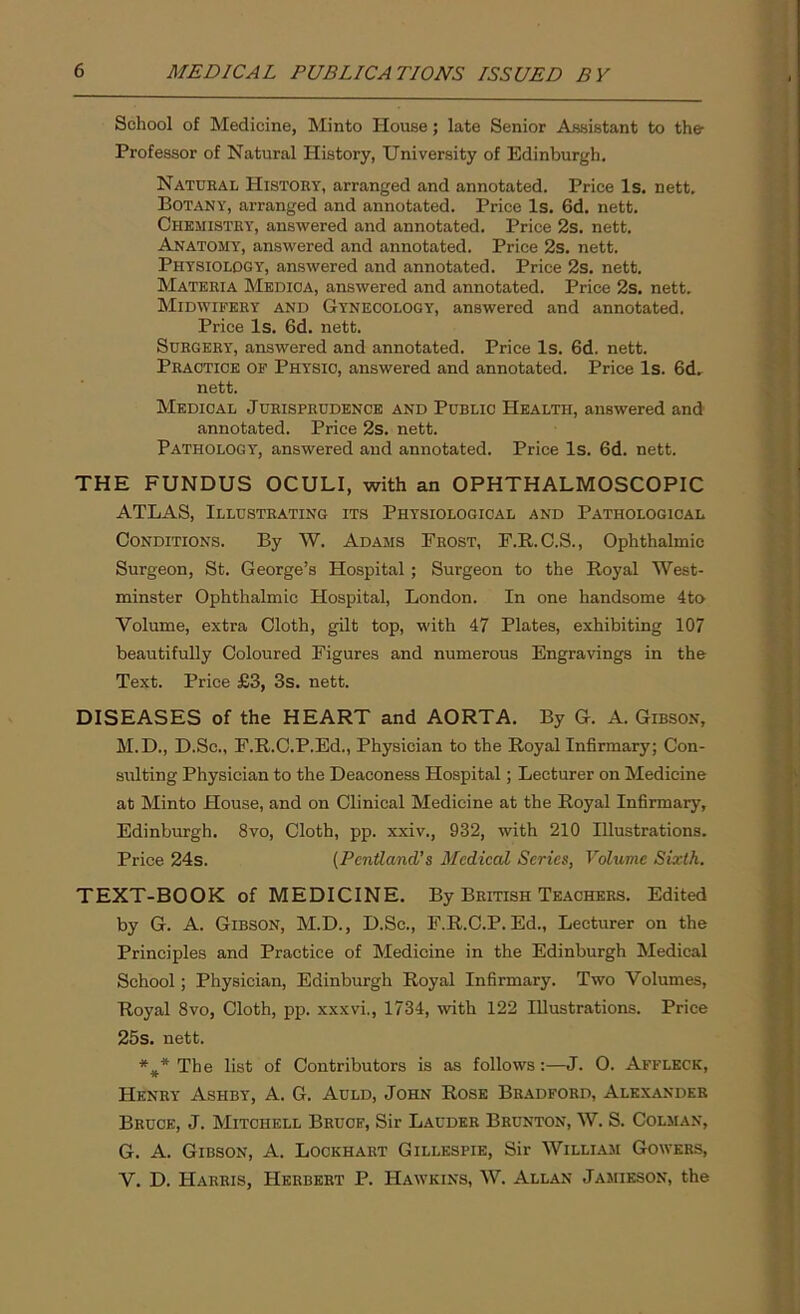 6 MEDICAL PUBLICATIONS ISSUED BY
School of Medicine, Minto House; late Senior Assistant to the
Professor of Natural History, University of Edinburgh.
NATURAL HISTORY, arranged and annotated. Price 1s. nett.
BOTANY, arranged and annotated. Price 1s. 6d. nett.
CHEMISTRY, answered and annotated. Price 2s. nett.
ANATOMY, answered and annotated. Price 2s. nett.
PHYSIOLOGY, answered and annotated. Price 2s. nett.
MATERIA MEDICA, answered and annotated. Price 2s. nett.
MIDWIFERY AND GYNECOLOGY, answered and annotated.
Price 1s. 6d. nett.
SURGERY, answered and annotated. Price 1s. 6d. nett.
PRACTICE OF PHYSIC, answered and annotated. Price 1s. 6d.
nett.
MEDICAL JURISPRUDENCE AND PUBLIC HEALTH, answered and
annotated. Price 2s. nett.
PATHOLOGY, answered and annotated. Price 1s. 6d. nett.
THE FUNDUS OCULI, with an OPHTHALMOSCOPIC
ATLAS, ILLUSTRATING ITS PHYSIOLOGICAL AND PATHOLOGICAL
CONDITIONS. By W. ADAMS FROST, F.R.C.S., Ophthalmic
Surgeon, St. George's Hospital; Surgeon to the Royal West-
minster Ophthalmic Hospital, London. In one handsome 4to
Volume, extra Cloth, gilt top, with 47 Plates, exhibiting 107
beautifully Coloured Figures and numerous Engravings in the
Text. Price £3, 3s. nett.
DISEASES of the HEART and AORTA. By G. A. GIBSON,
M.D., D.Sc., F.R.C.P.Ed., Physician to the Royal Infirmary; Con-
sulting Physician to the Deaconess Hospital; Lecturer on Medicine
at Minto House, and on Clinical Medicine at the Royal Infirmary,
Edinburgh. 8vo, Cloth, pp. xxiv., 932, with 210 Illustrations.
Price 24s. (Pentland's Medical Series, Volume Sixth.
TEXT-BOOK of MEDICINE. By BRITISH TEACHERS. Edited
by G. A. GIBSON, M.D., D.Sc., F.R.C.P.Ed., Lecturer on the
Principles and Practice of Medicine in the Edinburgh Medical
School; Physician, Edinburgh Royal Infirmary. Two Volumes,
Royal 8vo, Cloth, pp. xxxvi., 1734, with 122 Illustrations. Price
25s. nett.
*** The list of Contributors is as follows:—J. O. AFFLECK,
HENRY ASHBY, A. G. AULD, JOHN ROSE BRADFORD, ALEXANDER
BRUCE, J. MITCHELL BRUCE, Sir LAUDER BRUNTON, W. S. COLMAN,
G. A. GIBSON, A. LOCKHART GILLESPIE, Sir WILLIAM GOWERS,
V. D. HARRIS, HERBERT P. HAWKINS, W. ALLAN JAMIESON, the